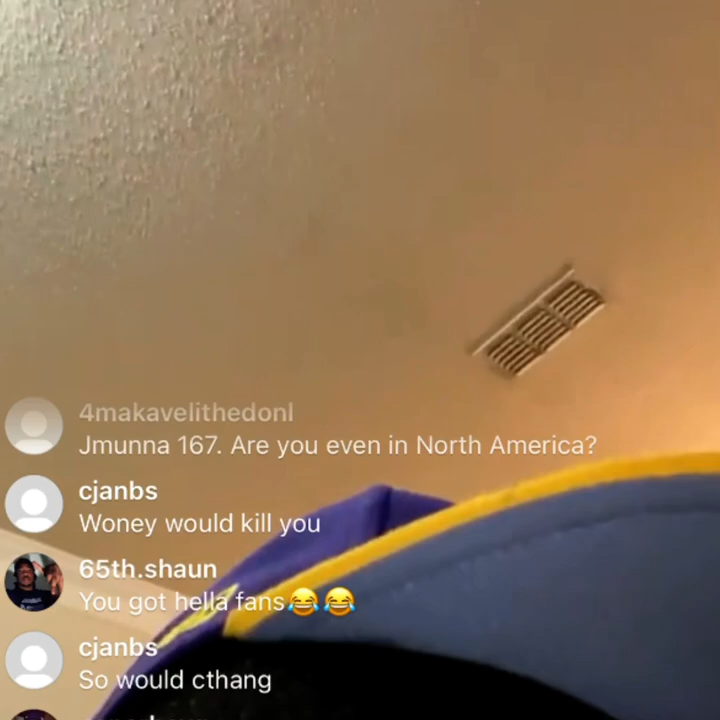 4makavelithedonl
Jmunna 167. Are you even in North America?
cjanbs
Woney would kill you
65th.shaun
You got hella fans😂😂
cjanbs
So would cthang